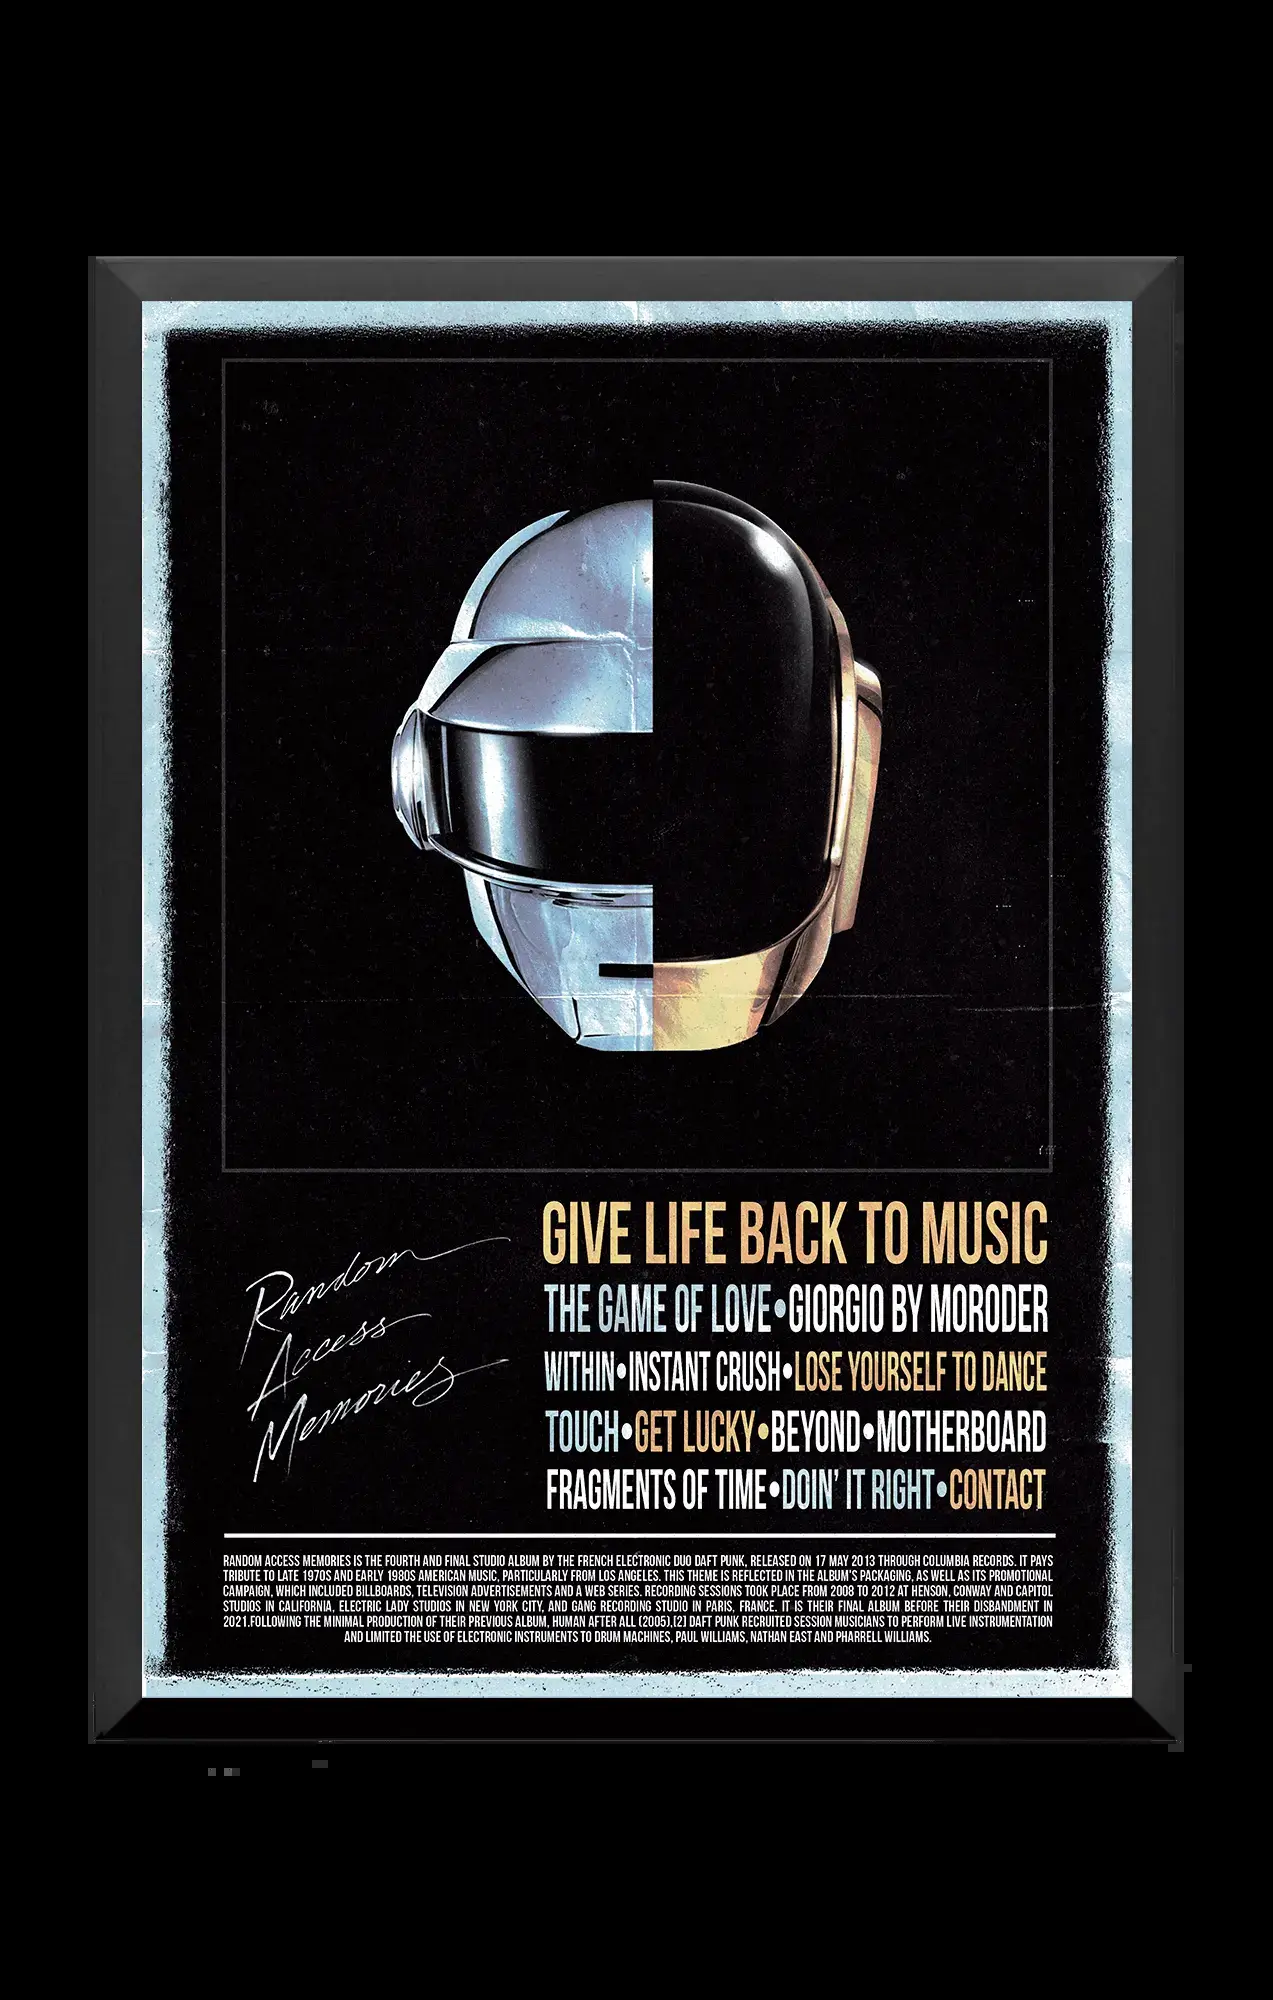 GIVE LIFE BACK TO MUSIC
Random
Access
Memories
THE GAME OF LOVE•GIORGIO BY MORODER
WITHIN•INSTANT CRUSH•LOSE YOURSELF TO DANCE
TOUCH•GET LUCKY•BEYOND•MOTHERBOARD
FRAGMENTS OF TIME•DOIN' IT RIGHT•CONTACT
RANDOM ACCESS MEMORIES IS THE FOURTH AND FINAL STUDIO ALBUM BY THE FRENCH ELECTRONIC DUO DAFT PUNK, RELEASED ON 17 MAY 2013 THROUGH COLUMBIA RECORDS. IT PAYS
TRIBUTE TO LATE 1970S AND EARLY 1980S AMERICAN MUSIC, PARTICULARLY FROM LOS ANGELES. THIS THEME IS REFLECTED IN THE ALBUM'S PACKAGING, AS WELL AS ITS PROMOTIONAL
CAMPAIGN, WHICH INCLUDED BILLBOARDS, TELEVISION ADVERTISEMENTS AND A WEB SERIES. RECORDING SESSIONS TOOK PLACE FROM 2008 TO 2012 AT HENSON, CONWAY AND CAPITOL
STUDIOS IN CALIFORNIA, ELECTRIC LADY STUDIOS IN NEW YORK CITY, AND GANG RECORDING STUDIO IN PARIS, FRANCE. IT IS THEIR FINAL ALBUM BEFORE THEIR DISBANDMENT IN
2021.FOLLOWING THE MINIMAL PRODUCTION OF THEIR PREVIOUS ALBUM, HUMAN AFTER ALL (2005),[2] DAFT PUNK RECRUITED SESSION MUSICIANS TO PERFORM LIVE INSTRUMENTATION
AND LIMITED THE USE OF ELECTRONIC INSTRUMENTS TO DRUM MACHINES, PAUL WILLIAMS, NATHAN EAST AND PHARRELL WILLIAMS.